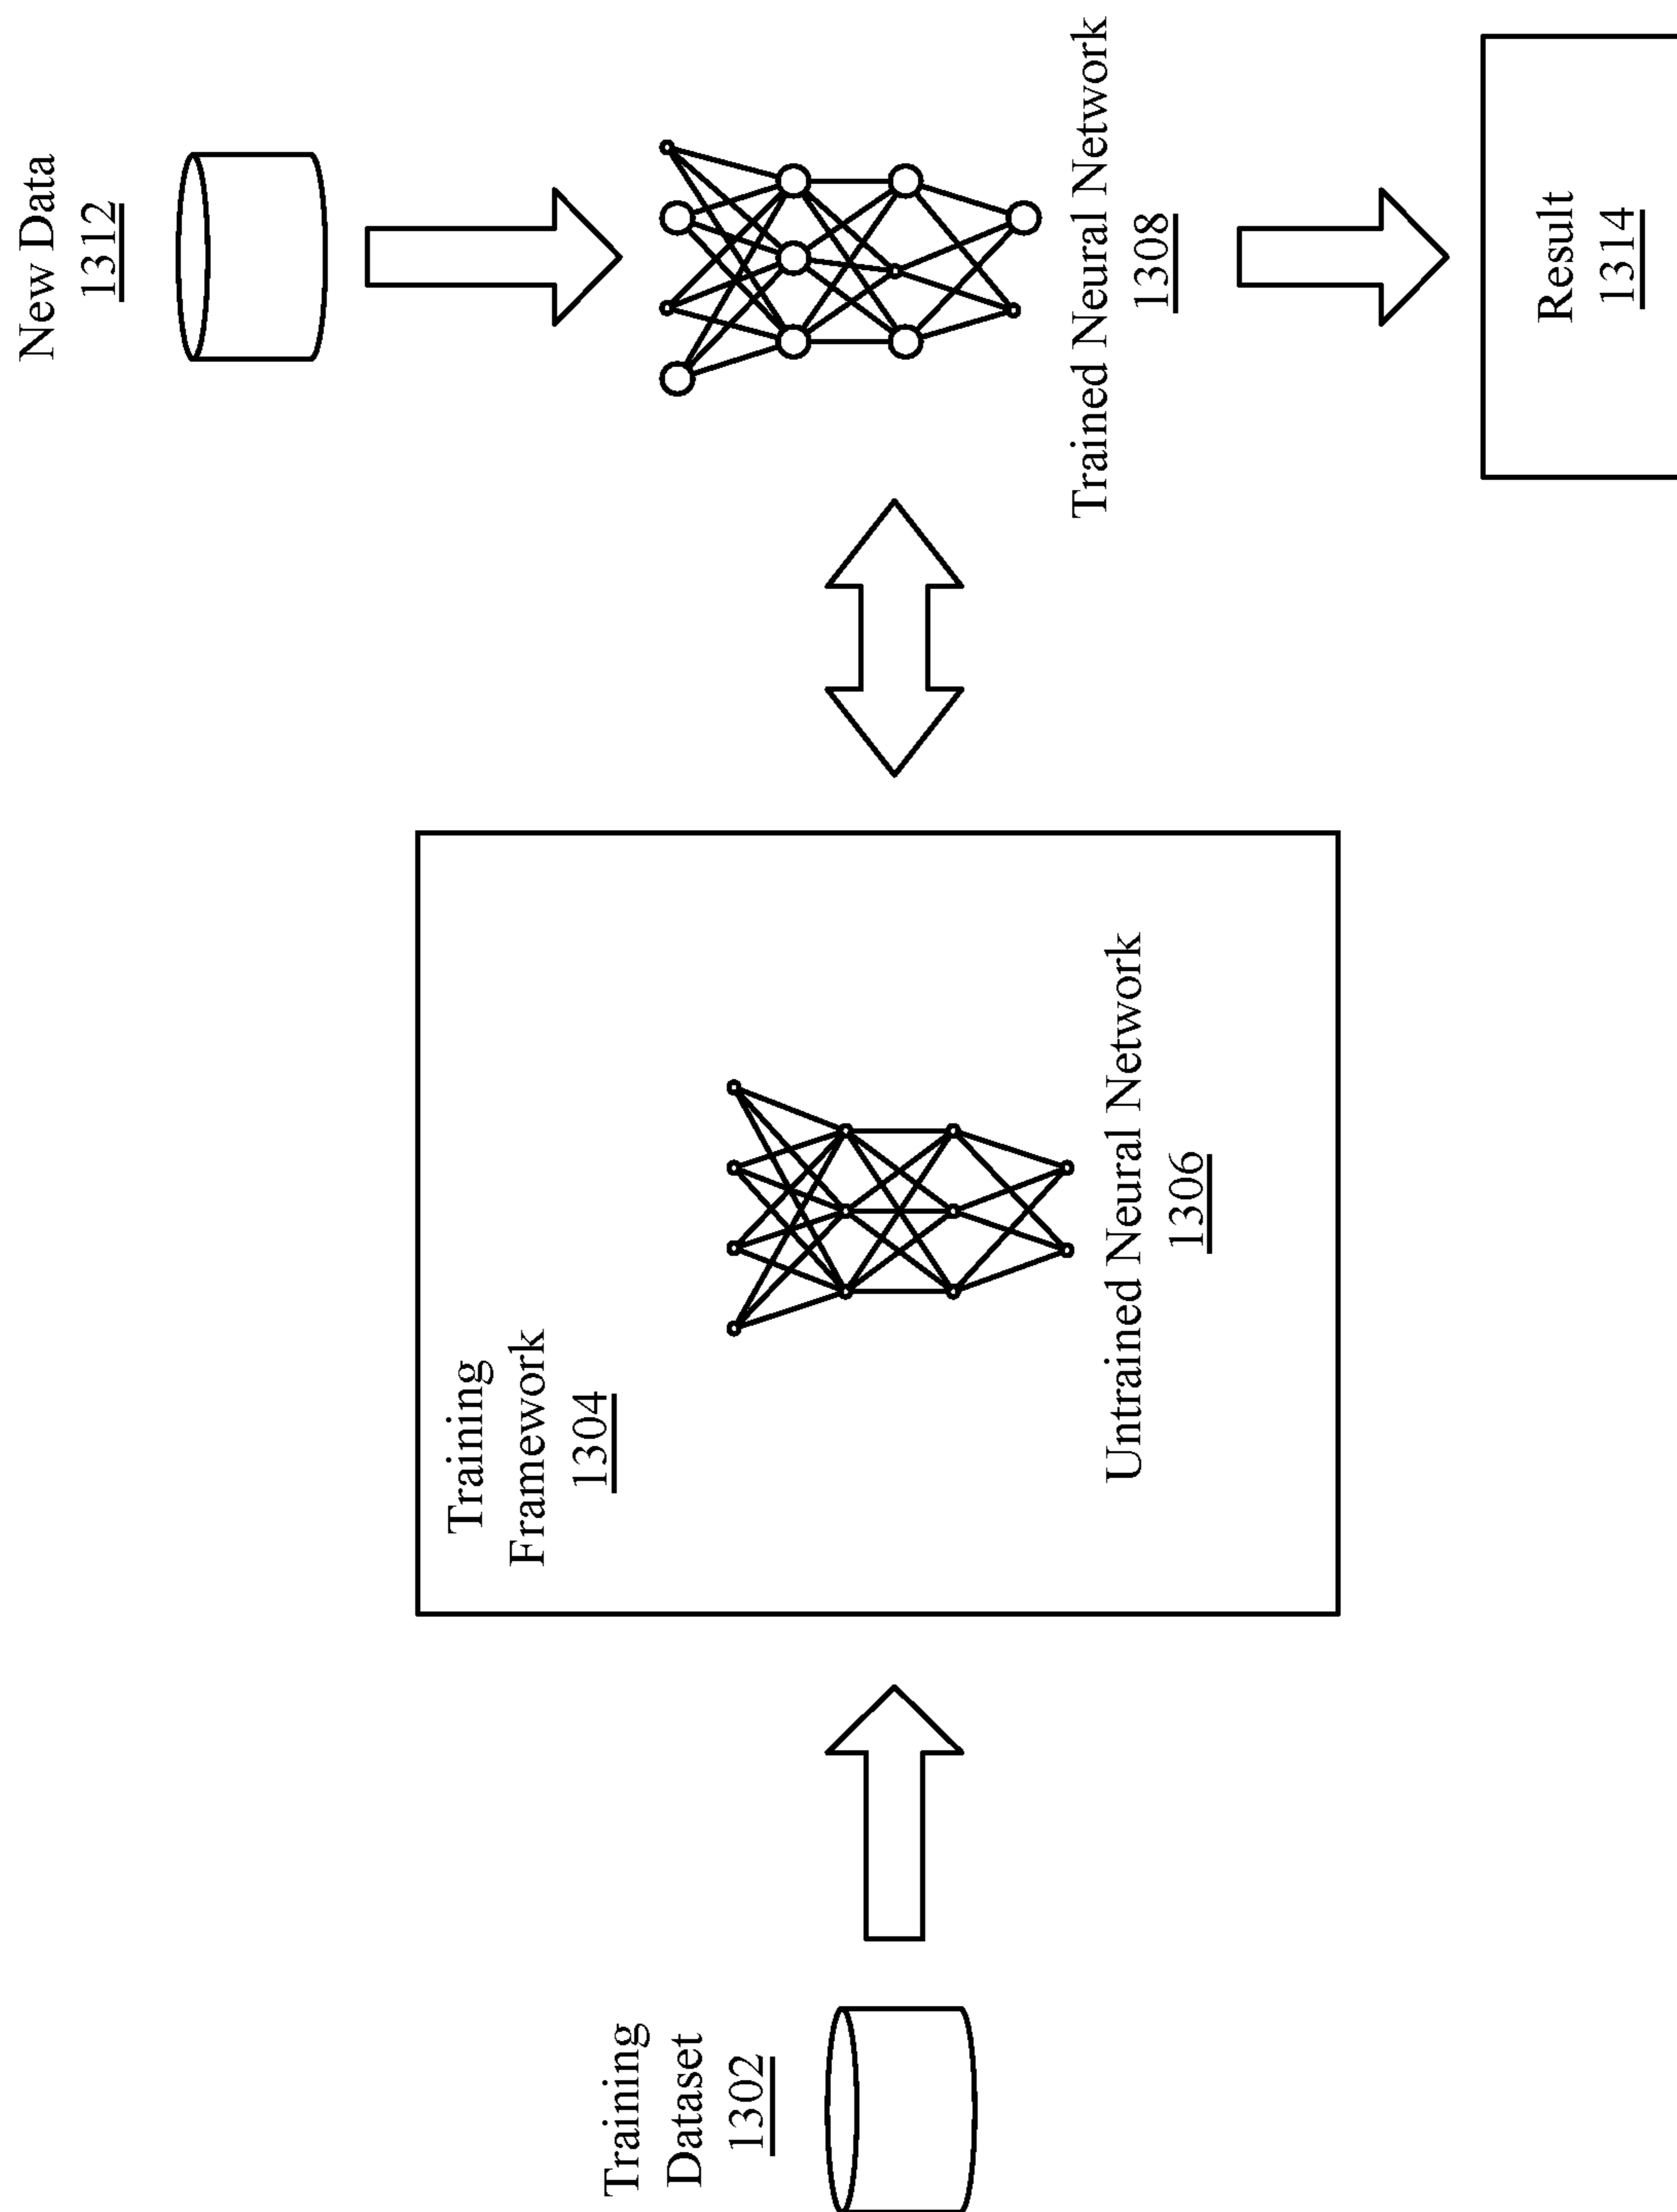 Training
Dataset
1302
Training
Framework
1304
Untrained Neural Network
1306
New Data
1312
Trained Neural Network
1308
Result
1314